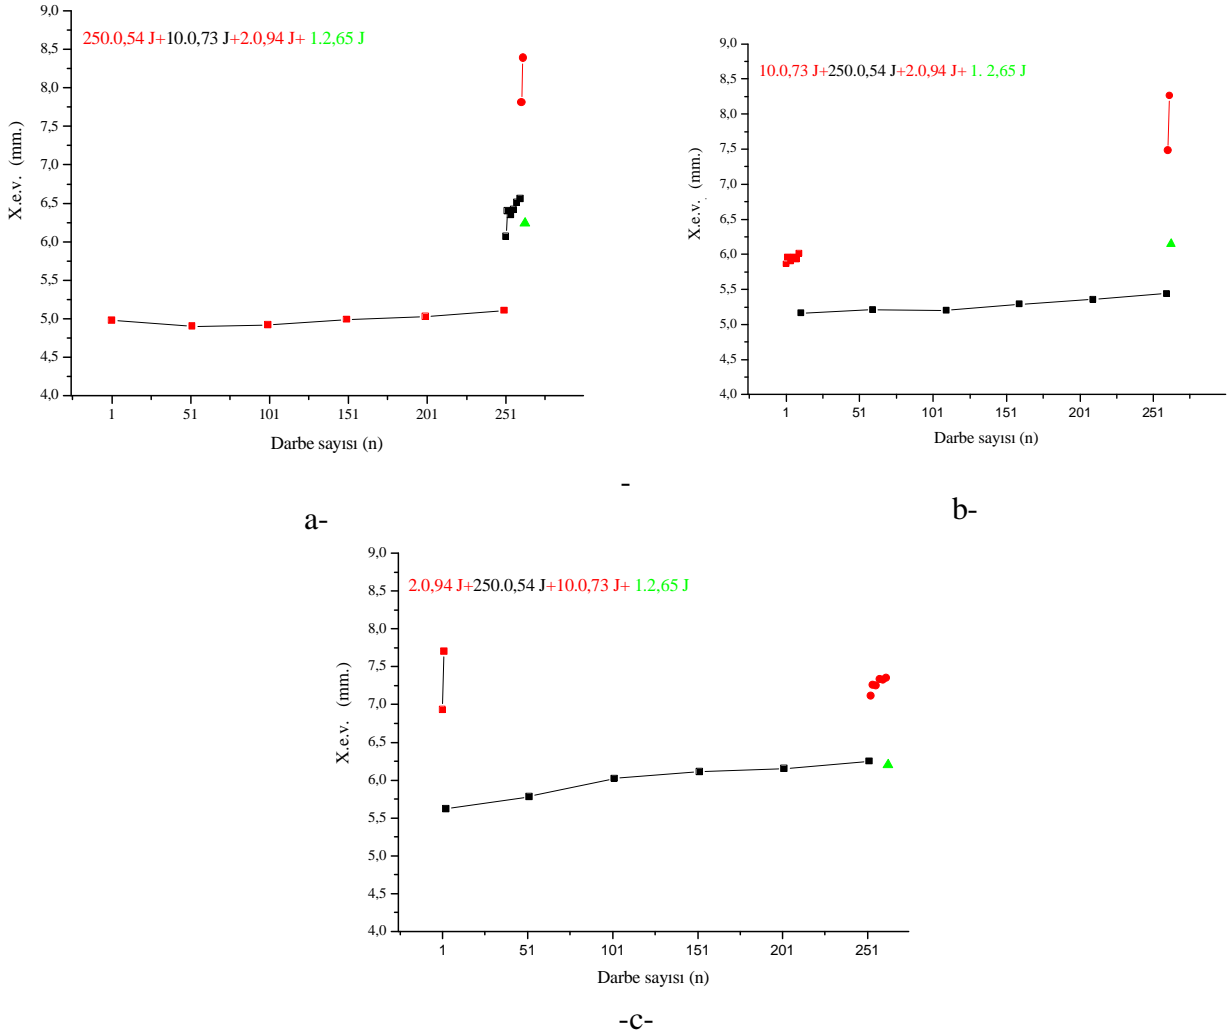 250.0,54 J+10.0,73 J+2.0,94 J+ 1.2,65 J
X.e.v. (mm.)
9,0
8,5
8,0
7,5
7,0
6,5
6,0
5,5
5,0
4,5
4,0
1 51 101 151 201 251
Darbe sayısı (n)
a-
-
10.0,73 J+250.0,54 J+2.0,94 J+ 1. 2,65 J
X.e.v. (mm.)
9,0
8,5
8,0
7,5
7,0
6,5
6,0
5,5
5,0
4,5
4,0
1 51 101 151 201 251
Darbe sayısı (n)
b-
2.0,94 J+250.0,54 J+10.0,73 J+ 1.2,65 J
X.e.v. (mm.)
9,0
8,5
8,0
7,5
7,0
6,5
6,0
5,5
5,0
4,5
4,0
1 51 101 151 201 251
Darbe sayısı (n)
-c-